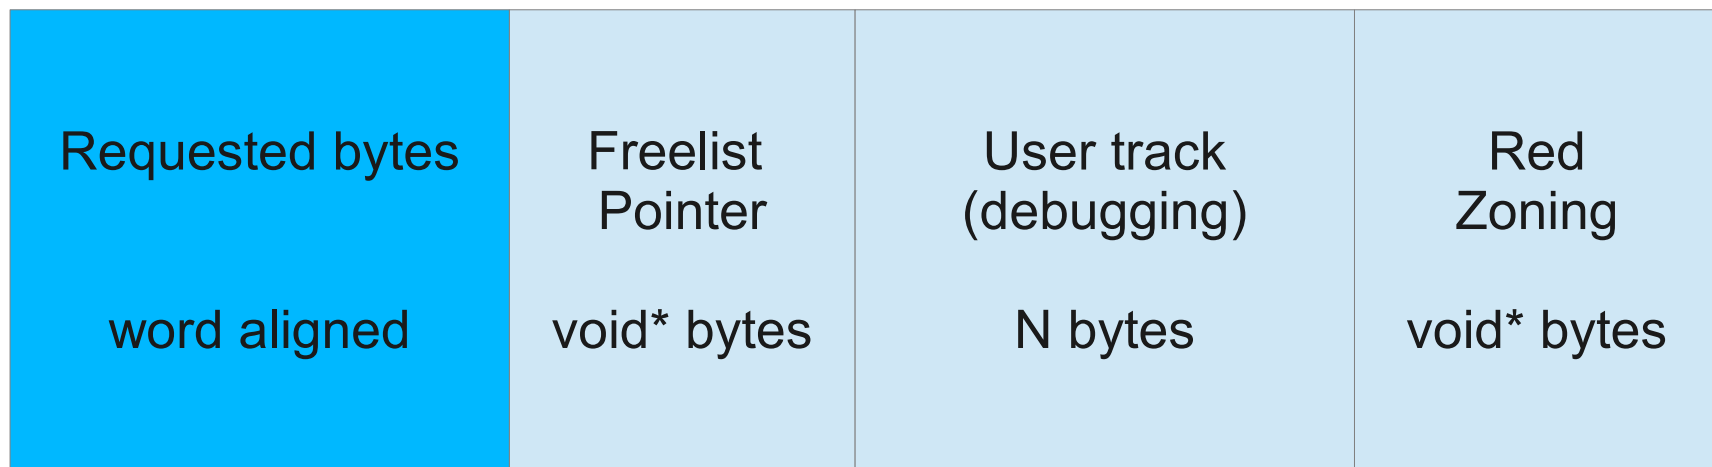 Requested bytes
word aligned
Freelist
Pointer
void* bytes
User track
(debugging)
N bytes
Red
Zoning
void* bytes